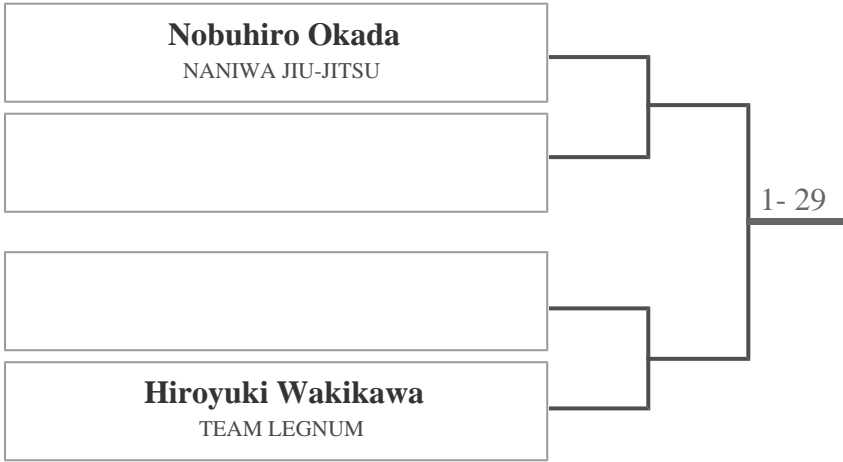 Nobuhiro Okada
NANIWA JIU-JITSU
1- 29
Hiroyuki Wakikawa
TEAM LEGNUM